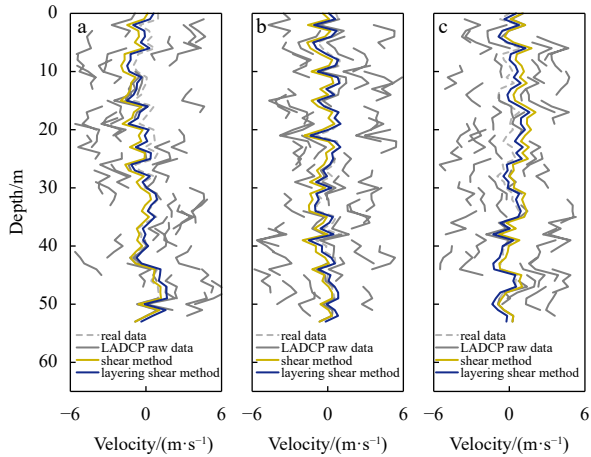 0
10
20
30
40
50
60
Depth/m
a
real data
LADCP raw data
shear method
layering shear method
−6 0 6
Velocity/(m·s⁻¹)
b
real data
LADCP raw data
shear method
layering shear method
−6 0 6
Velocity/(m·s⁻¹)
c
real data
LADCP raw data
shear method
layering shear method
−6 0 6
Velocity/(m·s⁻¹)